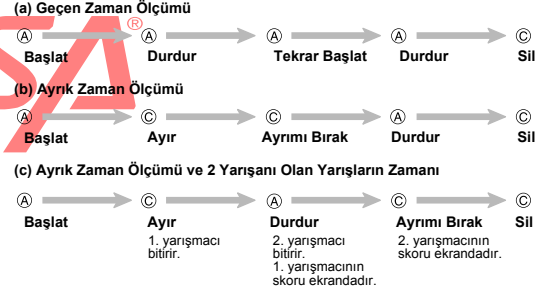 (a) Geçen Zaman Ölçümü
Ⓐ Ⓐ Ⓐ Ⓐ Ⓒ
Başlat Durdur Tekrar Başlat Durdur Sil
(b) Ayrık Zaman Ölçümü
Ⓐ Ⓒ Ⓒ Ⓐ Ⓒ
Başlat Ayır Ayrımı Bırak Durdur Sil
(c) Ayrık Zaman Ölçümü ve 2 Yarışanı Olan Yarışların Zamanı
Ⓐ Ⓒ Ⓐ Ⓒ Ⓒ
Başlat Ayır Durdur Ayrımı Bırak Sil
1. yarışmacı
bitirir.
2. yarışmacı
bitirir.
1. yarışmacının
skoru ekrandadır.
2. yarışmacının
skoru ekrandadır.
®